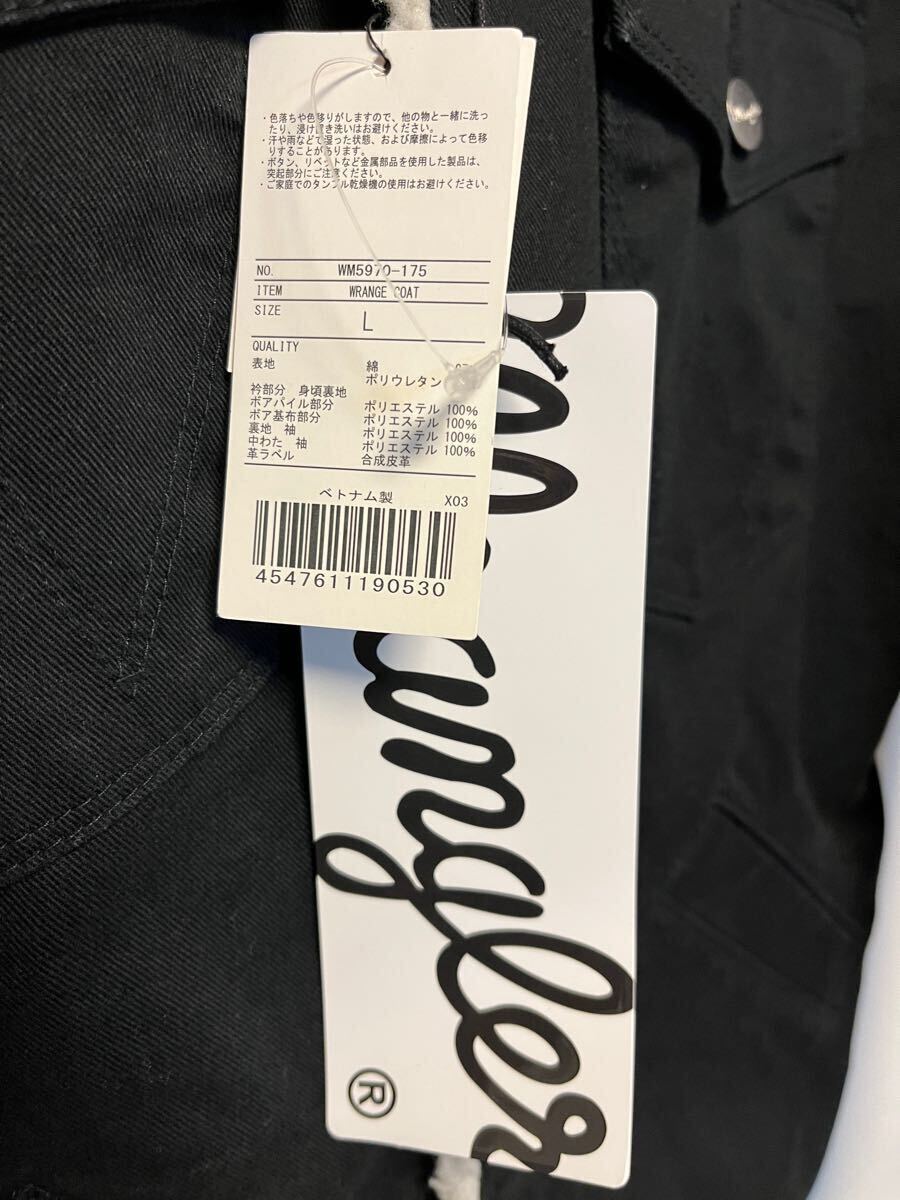 ・色落ちや色移りがしますので、他の物と一緒に洗っ
たり、浸け置き洗いはお避けください。
・汗や雨などで湿った状態、および摩擦によって色移
りすることがあります。
・ボタン、リベットなど金属部品を使用した製品は、
突起部分にご注意ください。
・ご家庭でのタンブル乾燥機の使用はお避けください。
NO. WM5970-175
ITEM WRANGE COAT
SIZE L
QUALITY
表地 綿
ポリウレタン
衿部分 身頃裏地
ボアパイル部分 ポリエステル 100%
ボア基布部分 ポリエステル 100%
裏地 袖 ポリエステル 100%
中わた 袖 ポリエステル 100%
革ラベル 合成皮革
ベトナム製 X03
4547611190530
Wrangler
®